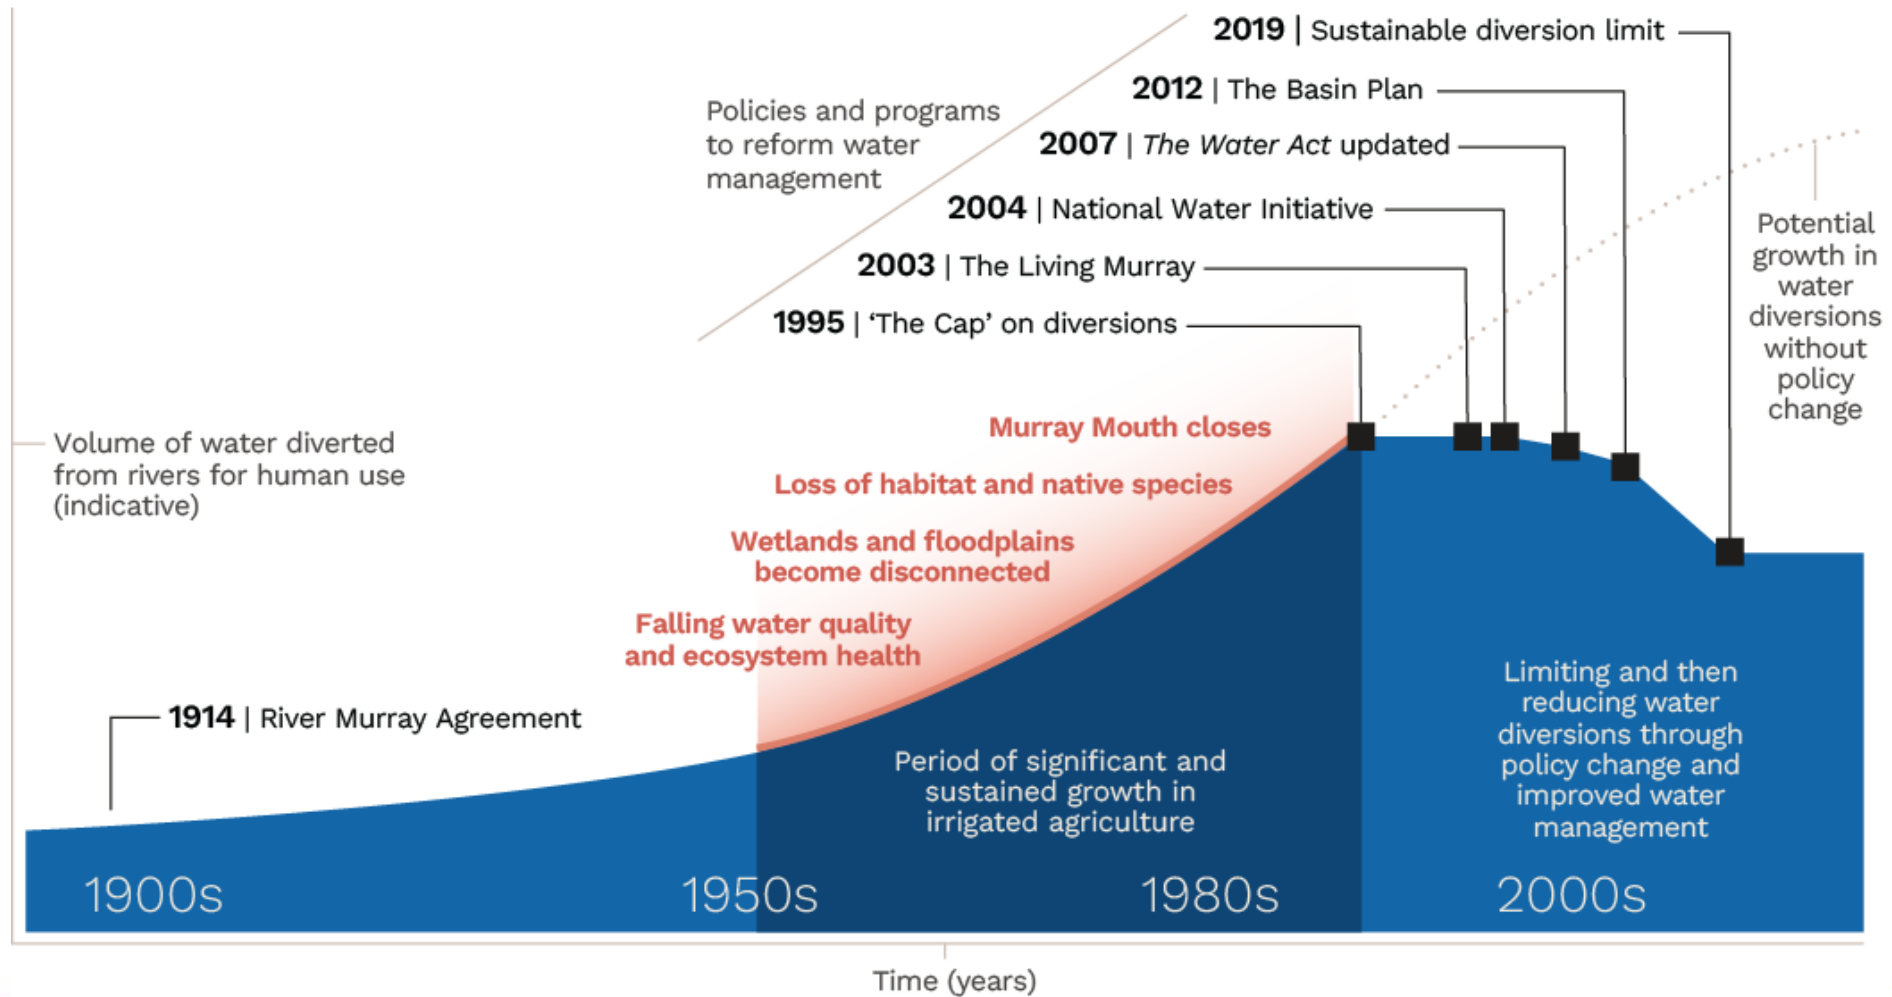 2019 | Sustainable diversion limit
2012 | The Basin Plan
Policies and programs
to reform water
management
2007 | The Water Act updated
2004 | National Water Initiative
Potential
growth in
water
diversions
without
policy
change
2003 | The Living Murray
1995 | ‘The Cap’ on diversions
Murray Mouth closes
Volume of water diverted
from rivers for human use
(indicative)
Loss of habitat and native species
Wetlands and floodplains
become disconnected
Falling water quality
and ecosystem health
1914 | River Murray Agreement
Period of significant and
sustained growth in
irrigated agriculture
Limiting and then
reducing water
diversions through
policy change and
improved water
management
1900s
1950s
1980s
2000s
Time (years)